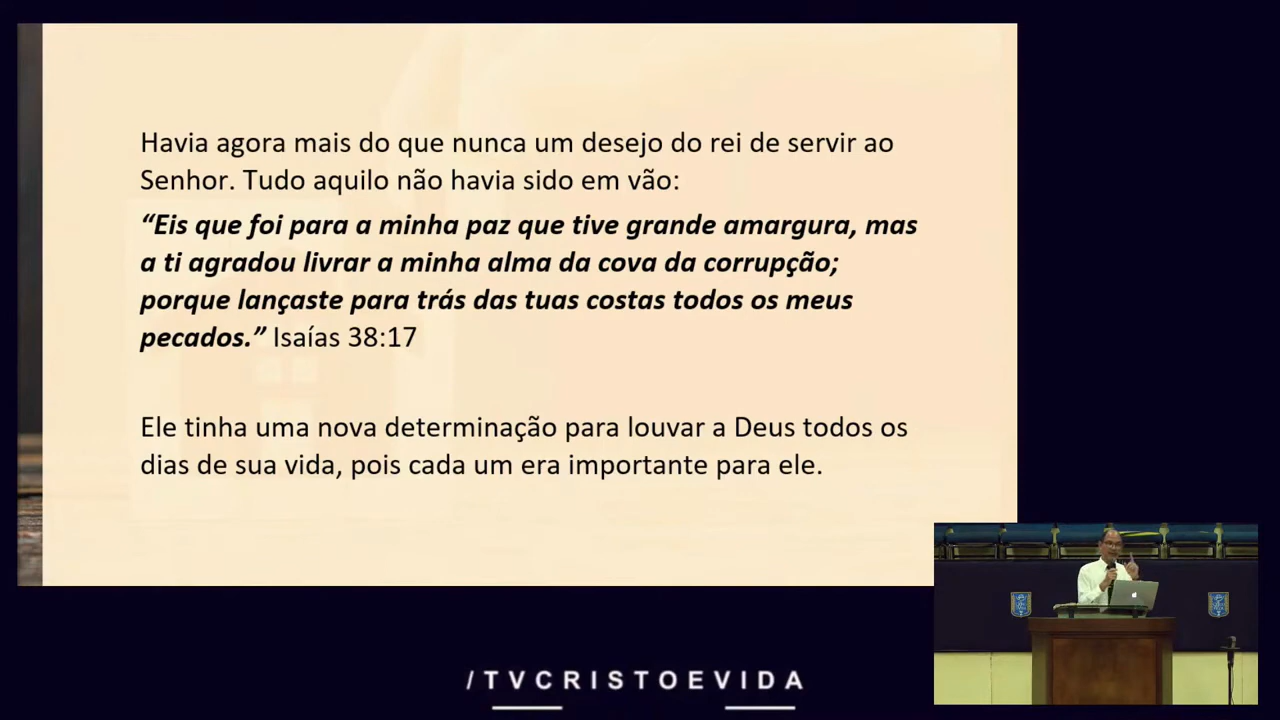 Havia agora mais do que nunca um desejo do rei de servir ao
Senhor. Tudo aquilo não havia sido em vão:
“Eis que foi para a minha paz que tive grande amargura, mas
a ti agradou livrar a minha alma da cova da corrupção;
porque lançaste para trás das tuas costas todos os meus
pecados.” Isaías 38:17
Ele tinha uma nova determinação para louvar a Deus todos os
dias de sua vida, pois cada um era importante para ele.
/TVCRISTOEVIDA